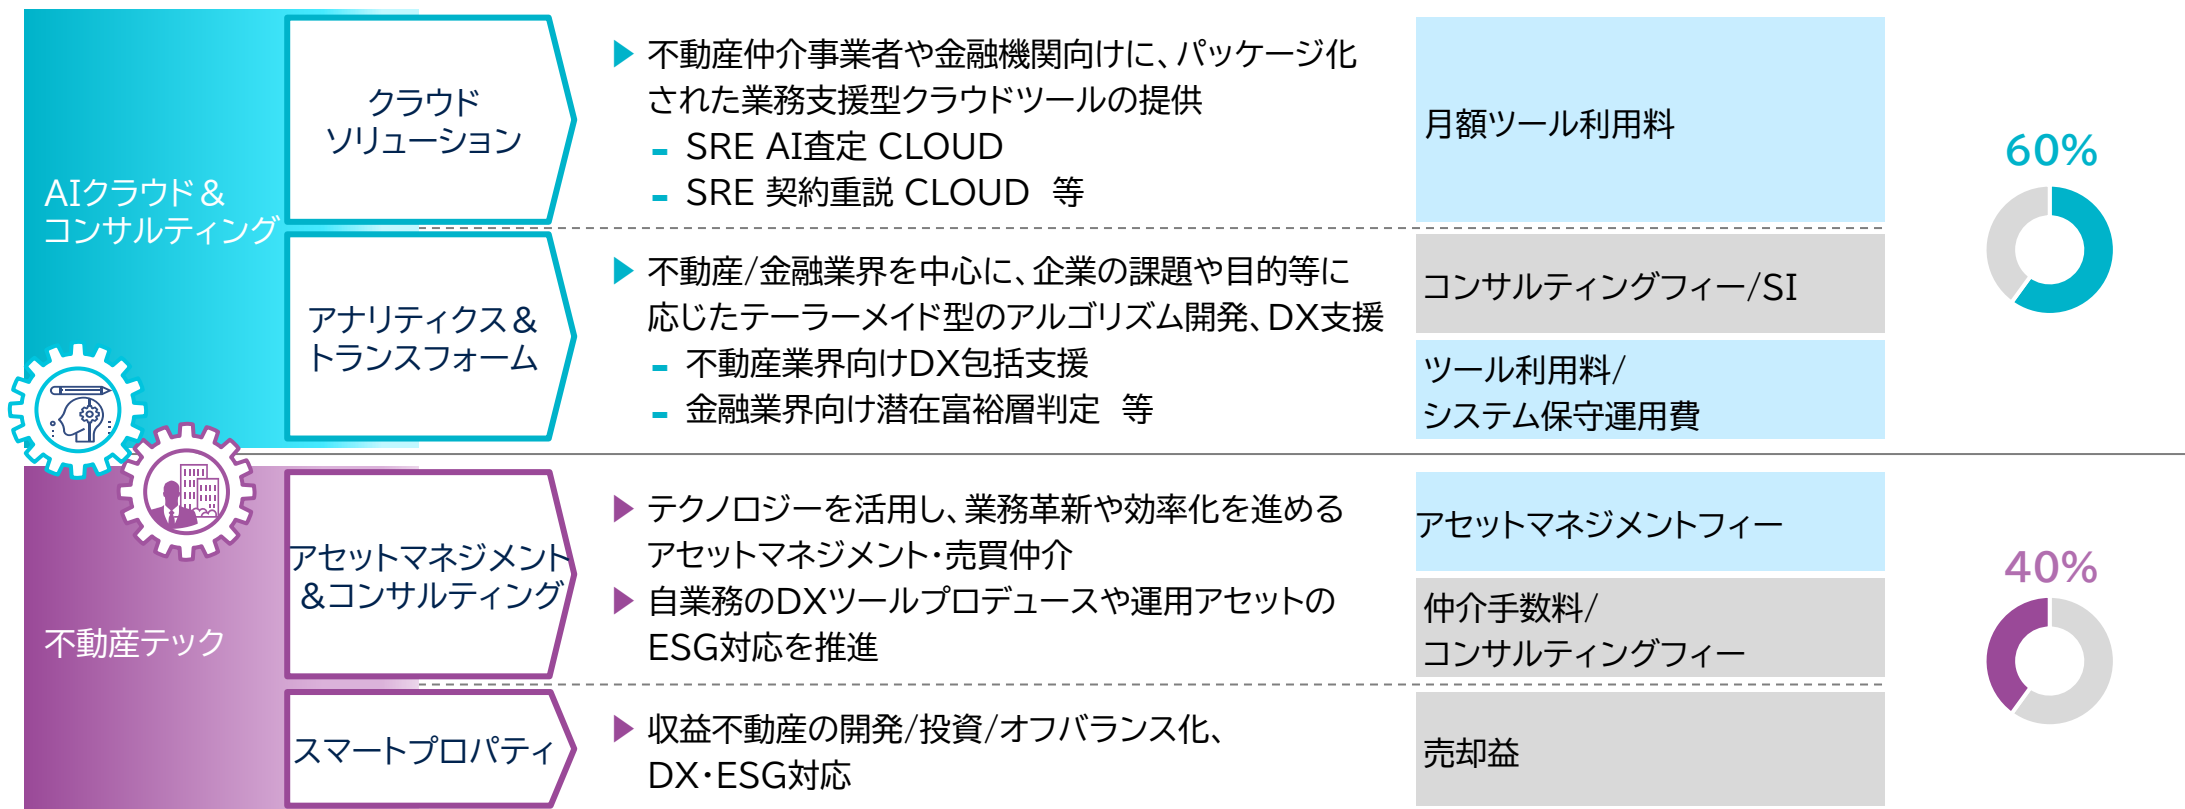 AIクラウド&
コンサルティング
クラウド
ソリューション
不動産仲介事業者や金融機関向けに、パッケージ化
された業務支援型クラウドツールの提供
- SRE AI査定 CLOUD
- SRE 契約重説 CLOUD 等
月額ツール利用料
60%
アナリティクス&
トランスフォーム
不動産/金融業界を中心に、企業の課題や目的等に
応じたテーラーメイド型のアルゴリズム開発、DX支援
- 不動産業界向けDX包括支援
- 金融業界向け潜在富裕層判定 等
コンサルティングフィー/SI
ツール利用料/
システム保守運用費
不動産テック
アセットマネジメント
&コンサルティング
テクノロジーを活用し、業務革新や効率化を進める
アセットマネジメント・売買仲介
自業務のDXツールプロデュースや運用アセットの
ESG対応を推進
アセットマネジメントフィー
仲介手数料/
コンサルティングフィー
40%
スマートプロパティ
収益不動産の開発/投資/オフバランス化、
DX・ESG対応
売却益